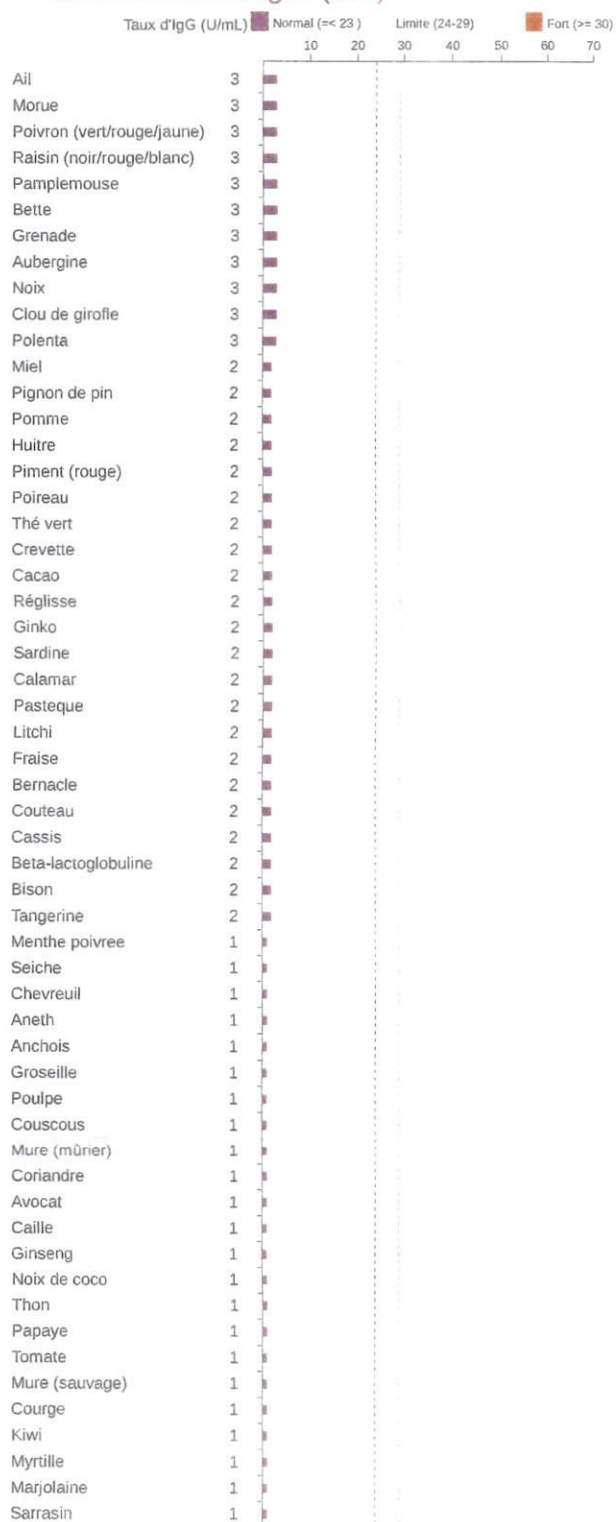 Taux d'IgG (U/mL) Normal (=< 23 ) Limite (24-29) Fort (>= 30)
10 20 30 40 50 60 70
Ail 3
Morue 3
Poivron (vert/rouge/jaune) 3
Raisin (noir/rouge/blanc) 3
Pamplemouse 3
Bette 3
Grenade 3
Aubergine 3
Noix 3
Clou de girofle 3
Polenta 3
Miel 2
Pignon de pin 2
Pomme 2
Huitre 2
Piment (rouge) 2
Poireau 2
Thé vert 2
Crevette 2
Cacao 2
Réglisse 2
Ginko 2
Sardine 2
Calamar 2
Pasteque 2
Litchi 2
Fraise 2
Bernacle 2
Couteau 2
Cassis 2
Beta-lactoglobuline 2
Bison 2
Tangerine 2
Menthe poivree 1
Seiche 1
Chevreuil 1
Aneth 1
Anchois 1
Groseille 1
Poulpe 1
Couscous 1
Mure (mûrier) 1
Coriandre 1
Avocat 1
Caille 1
Ginseng 1
Noix de coco 1
Thon 1
Papaye 1
Tomate 1
Mure (sauvage) 1
Courge 1
Kiwi 1
Myrtille 1
Marjolaine 1
Sarrasin 1